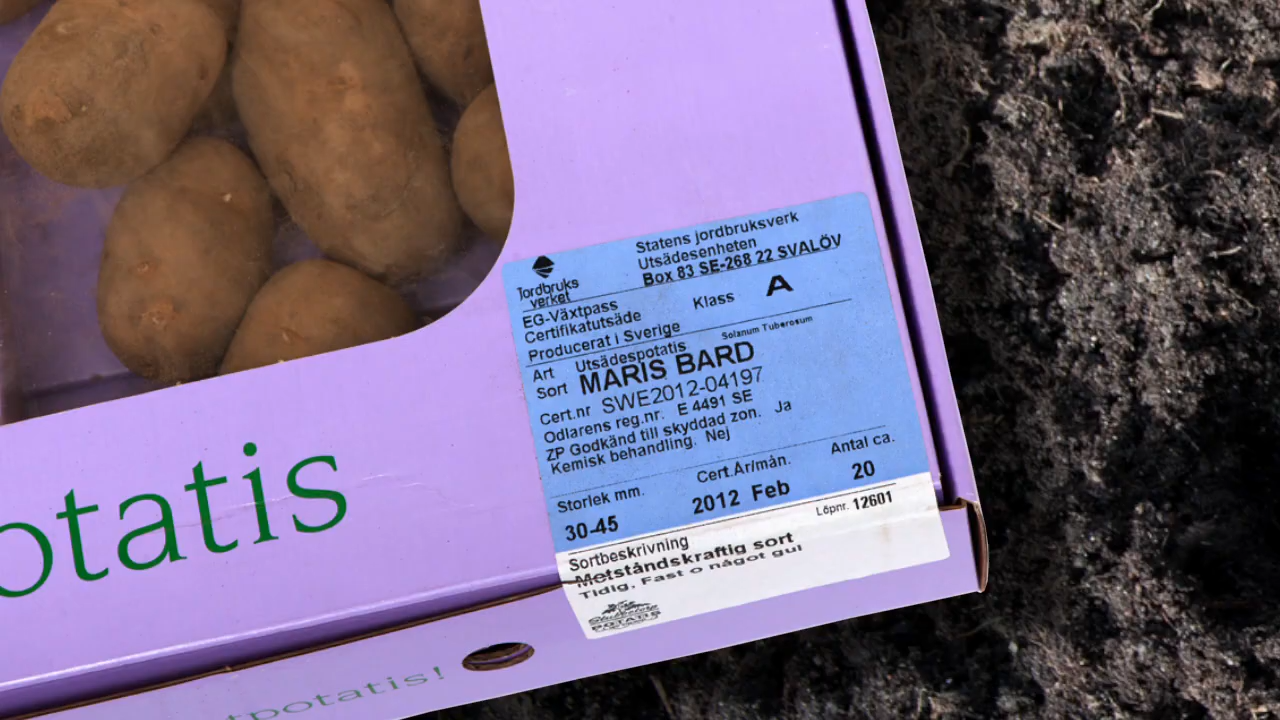 Statens jordbruksverk
Utsädesenheten
Box 83 SE-268 22 SVALÖV
Jordbruks
verket
EG-Växtpass
Certifikatutsäde
Klass A
Producerat i Sverige
Solanum Tuberosum
Art Utsädespotatis
Sort MARIS BARD
Cert.nr SWE2012-04197
Odlarens reg.nr. E 4491 SE
ZP Godkänd till skyddad zon. Ja
Kemisk behandling. Nej
Storlek mm. Cert.År/mån. Antal ca.
30-45 2012 Feb 20
Löpnr. 12601
Sortbeskrivning
Motståndskraftig sort
Tidig, Fast o något gul
POTATIS
otatis
tpotatis!